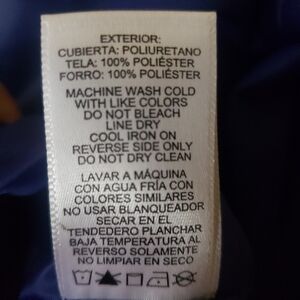 EXTERIOR:
CUBIERTA: POLIURETANO
TELA: 100% POLIÉSTER
FORRO: 100% POLIÉSTER
MACHINE WASH COLD
WITH LIKE COLORS
DO NOT BLEACH
LINE DRY
COOL IRON ON
REVERSE SIDE ONLY
DO NOT DRY CLEAN
LAVAR A MÁQUINA
CON AGUA FRÍA CON
COLORES SIMILARES
NO USAR BLANQUEADOR
SECAR EN EL
TENDEDERO PLANCHAR
BAJA TEMPERATURA AL
REVERSO SOLAMENTE
NO LIMPIAR EN SECO